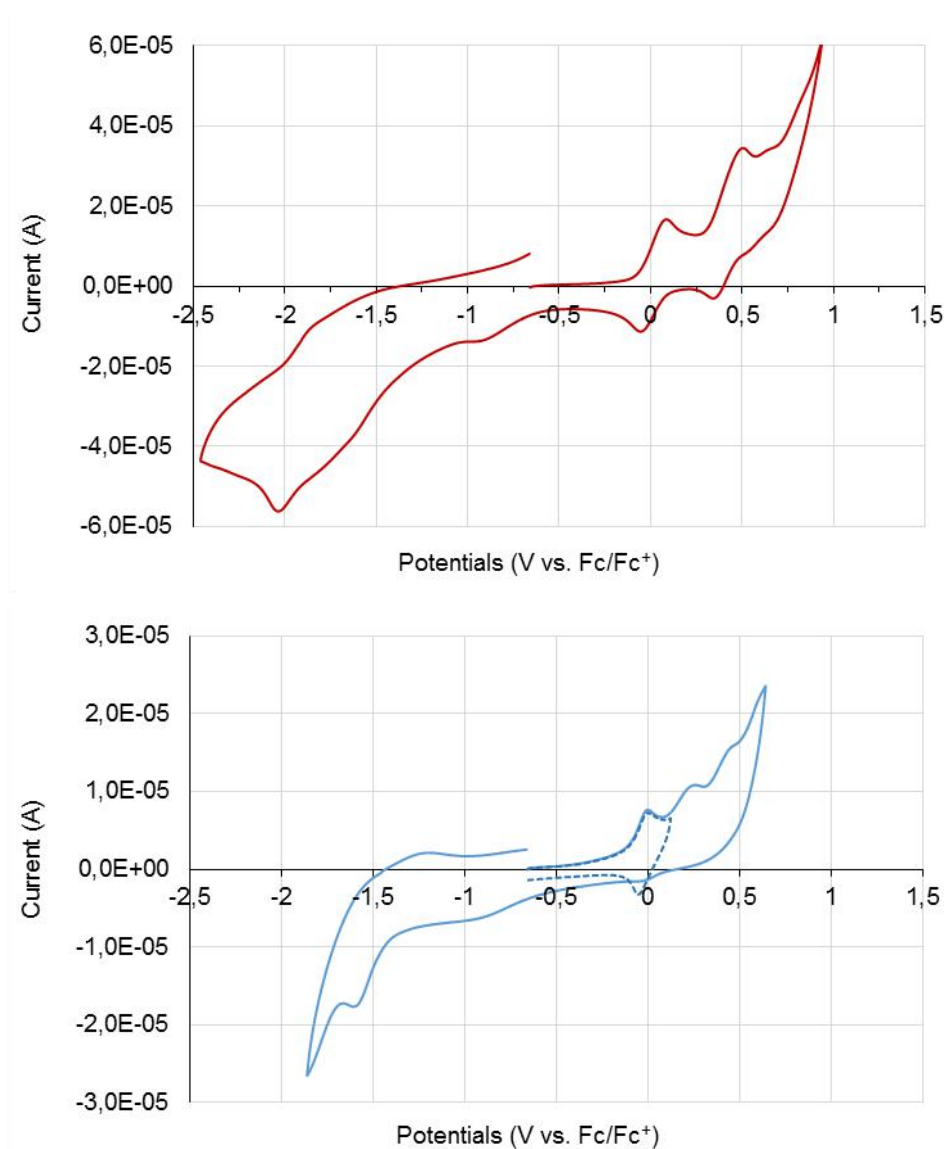 6,0E-05
4,0E-05
2,0E-05
0,0E+00
-2,0E-05
-4,0E-05
-6,0E-05
-2,5 -2 -1,5 -1 -0,5 0 0,5 1 1,5
Current (A)
Potentials (V vs. Fc/Fc⁺)
3,0E-05
2,0E-05
1,0E-05
0,0E+00
-1,0E-05
-2,0E-05
-3,0E-05
-2,5 -2 -1,5 -1 -0,5 0 0,5 1 1,5
Current (A)
Potentials (V vs. Fc/Fc⁺)